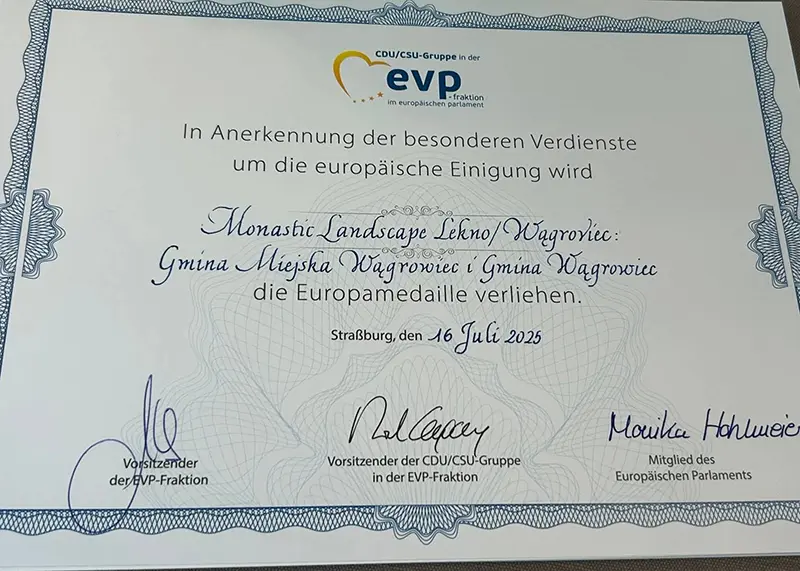 CDU/CSU-Gruppe in der
evp
-fraktion
im europäischen parlament
In Anerkennung der besonderen Verdienste
um die europäische Einigung wird
Monastic Landscape Łekno/Wągroviec:
Gmina Miejska Wągrowiec i Gmina Wągrowiec
die Europamedaille verliehen.
Straßburg, den 16 Juli 2025
Monika Hohlmeier
Vorsitzender
der EVP-Fraktion
Vorsitzender der CDU/CSU-Gruppe
in der EVP-Fraktion
Mitglied des
Europäischen Parlaments